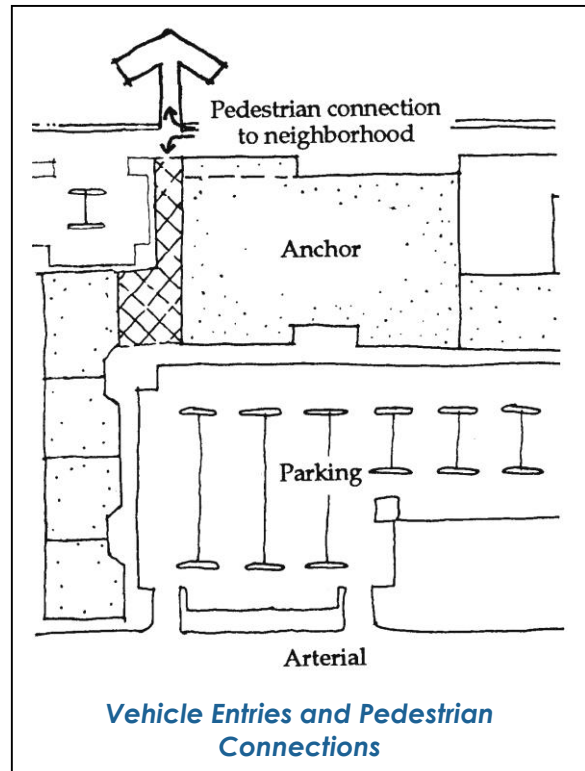 Pedestrian connection
to neighborhood
Anchor
Parking
Arterial
Vehicle Entries and Pedestrian
Connections